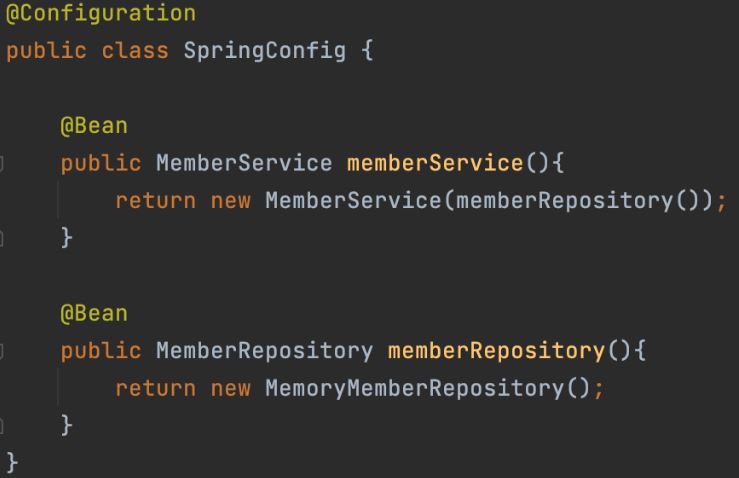 @Configuration
public class SpringConfig {
@Bean
public MemberService memberService(){
return new MemberService(memberRepository());
}
@Bean
public MemberRepository memberRepository(){
return new MemoryMemberRepository();
}
}